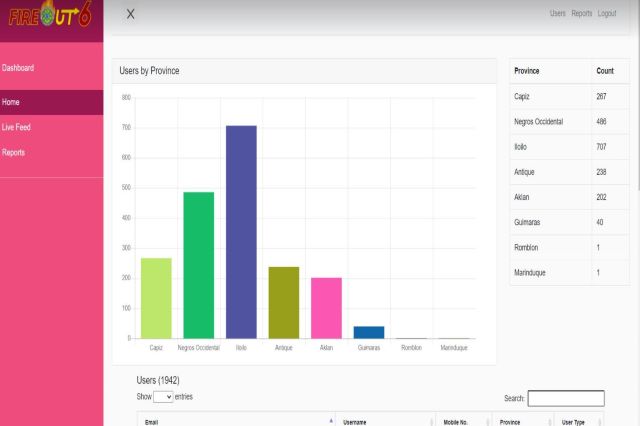 FIRE OUT 6
X
Users Reports Logout
Dashboard
Home
Live Feed
Reports
Users by Province
800
700
600
500
400
300
200
100
0
Capiz Negros Occidental Iloilo Antique Aklan Guimaras Romblon Marinduque
Province Count
Capiz 267
Negros Occidental 486
Iloilo 707
Antique 238
Aklan 202
Guimaras 40
Romblon 1
Marinduque 1
Users (1942)
Show entries
Search:
Email Username Mobile No. Province User Type